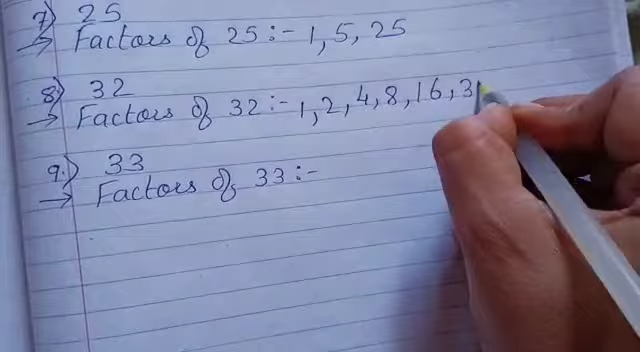 7) 25
→ Factors of 25 :- 1, 5, 25
8) 32
→ Factors of 32 :- 1, 2, 4, 8, 16, 3
9.) 33
→ Factors of 33 :-